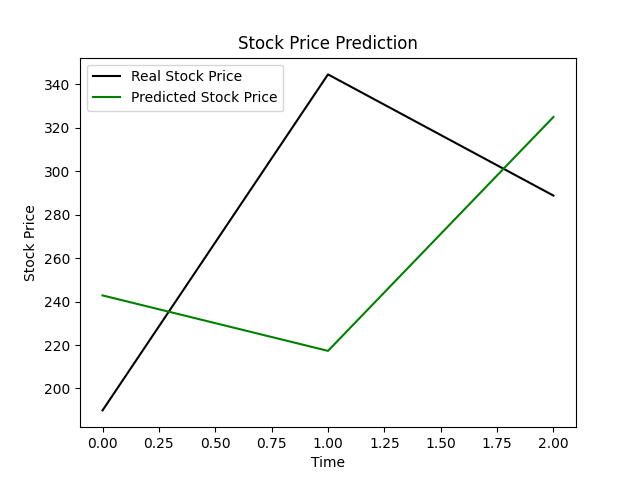 Stock Price Prediction
Real Stock Price
Predicted Stock Price
340
320
300
280
260
240
220
200
Stock Price
0.00 0.25 0.50 0.75 1.00 1.25 1.50 1.75 2.00
Time